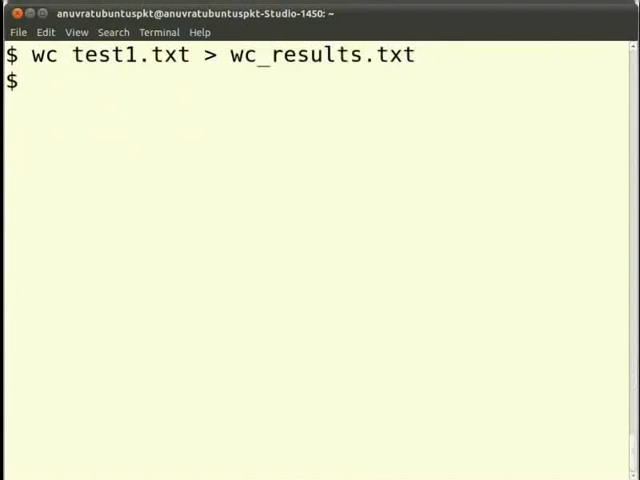 anuvratubuntuspkt@anuvratubuntuspkt-Studio-1450: ~
File Edit View Search Terminal Help
$ wc test1.txt > wc_results.txt
$